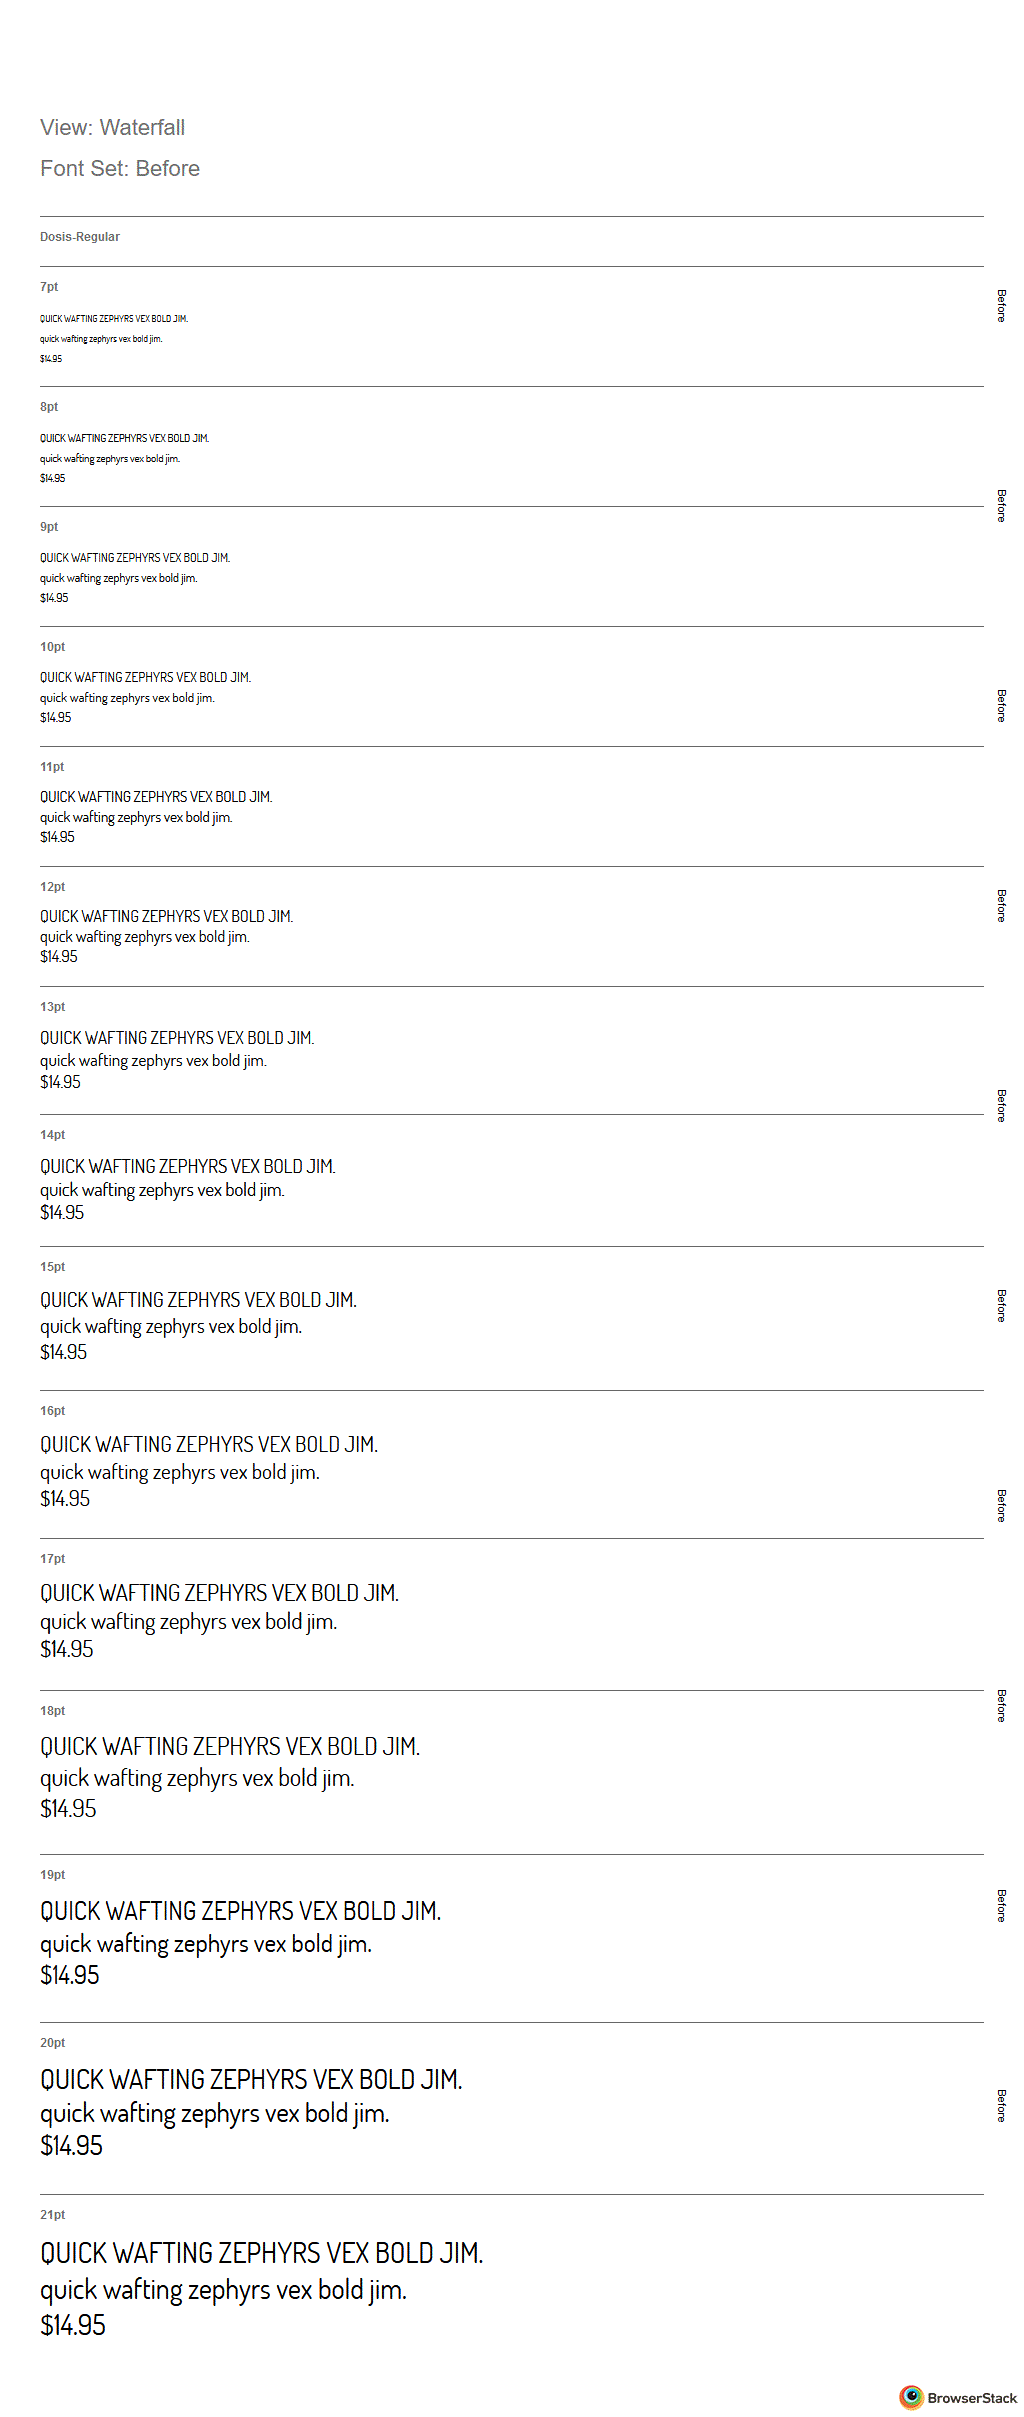 View: Waterfall
Font Set: Before
Dosis-Regular
7pt
QUICK WAFTING ZEPHYRS VEX BOLD JIM.
quick wafting zephyrs vex bold jim.
$14.95
Before
8pt
QUICK WAFTING ZEPHYRS VEX BOLD JIM.
quick wafting zephyrs vex bold jim.
$14.95
Before
9pt
QUICK WAFTING ZEPHYRS VEX BOLD JIM.
quick wafting zephyrs vex bold jim.
$14.95
10pt
QUICK WAFTING ZEPHYRS VEX BOLD JIM.
quick wafting zephyrs vex bold jim.
$14.95
Before
11pt
QUICK WAFTING ZEPHYRS VEX BOLD JIM.
quick wafting zephyrs vex bold jim.
$14.95
12pt
QUICK WAFTING ZEPHYRS VEX BOLD JIM.
quick wafting zephyrs vex bold jim.
$14.95
Before
13pt
QUICK WAFTING ZEPHYRS VEX BOLD JIM.
quick wafting zephyrs vex bold jim.
$14.95
Before
14pt
QUICK WAFTING ZEPHYRS VEX BOLD JIM.
quick wafting zephyrs vex bold jim.
$14.95
15pt
QUICK WAFTING ZEPHYRS VEX BOLD JIM.
quick wafting zephyrs vex bold jim.
$14.95
Before
16pt
QUICK WAFTING ZEPHYRS VEX BOLD JIM.
quick wafting zephyrs vex bold jim.
$14.95
Before
17pt
QUICK WAFTING ZEPHYRS VEX BOLD JIM.
quick wafting zephyrs vex bold jim.
$14.95
Before
18pt
QUICK WAFTING ZEPHYRS VEX BOLD JIM.
quick wafting zephyrs vex bold jim.
$14.95
19pt
QUICK WAFTING ZEPHYRS VEX BOLD JIM.
quick wafting zephyrs vex bold jim.
$14.95
Before
20pt
QUICK WAFTING ZEPHYRS VEX BOLD JIM.
quick wafting zephyrs vex bold jim.
$14.95
Before
21pt
QUICK WAFTING ZEPHYRS VEX BOLD JIM.
quick wafting zephyrs vex bold jim.
$14.95
BrowserStack